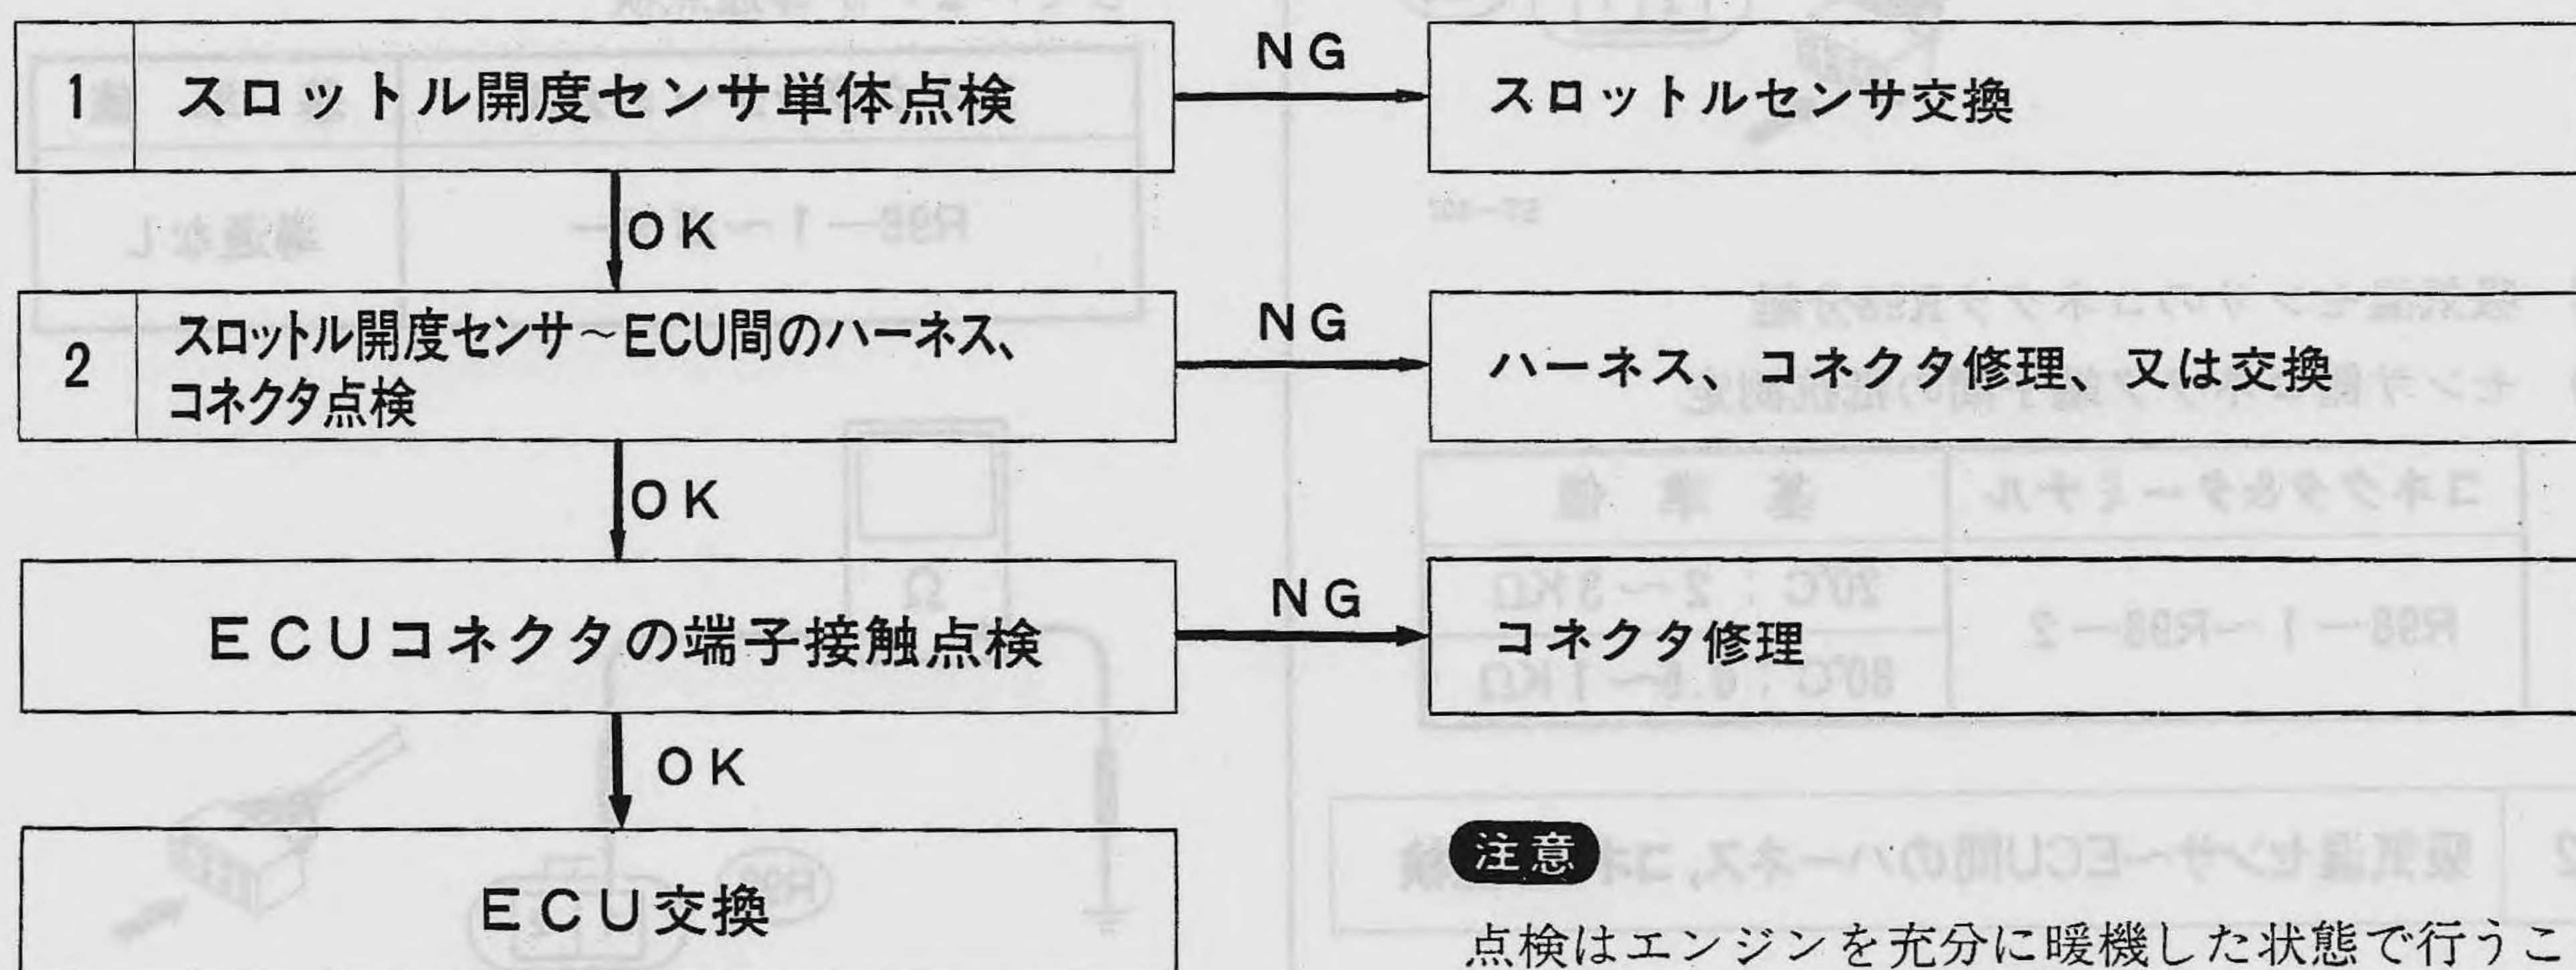 1 スロットル開度センサ単体点検
NG
スロットルセンサ交換
OK
2 スロットル開度センサ～ECU間のハーネス、
コネクタ点検
NG
ハーネス、コネクタ修理、又は交換
OK
ECUコネクタの端子接触点検
NG
コネクタ修理
OK
ECU交換
注意
点検はエンジンを充分に暖機した状態で行うこ